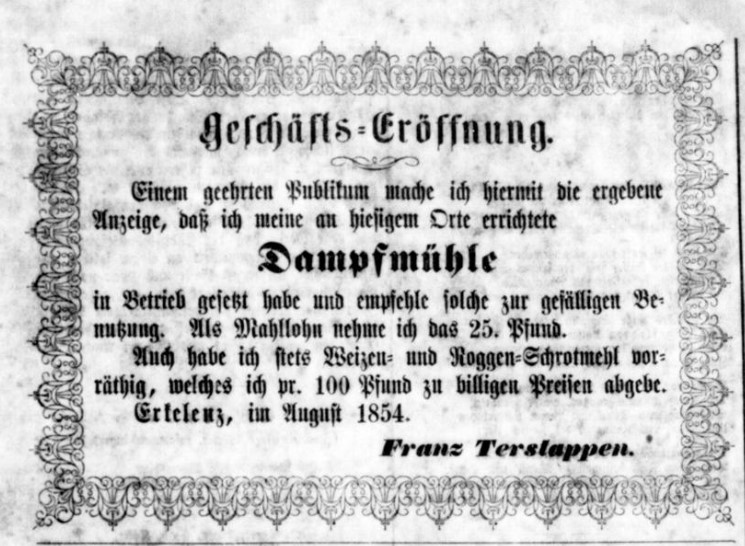 Geschäfts=Eröffnung.
Einem geehrten Publikum mache ich hiermit die ergebene
Anzeige, daß ich meine an hiesigem Orte errichtete
Dampfmühle
in Betrieb gesetzt habe und empfehle solche zur gefälligen Be=
nutzung. Als Mahllohn nehme ich das 25. Pfund.
Auch habe ich stets Weizen= und Roggen=Schrotmehl vor=
räthig, welches ich pr. 100 Pfund zu billigen Preisen abgebe.
Erkelenz, im August 1854.
Franz Terslappen.